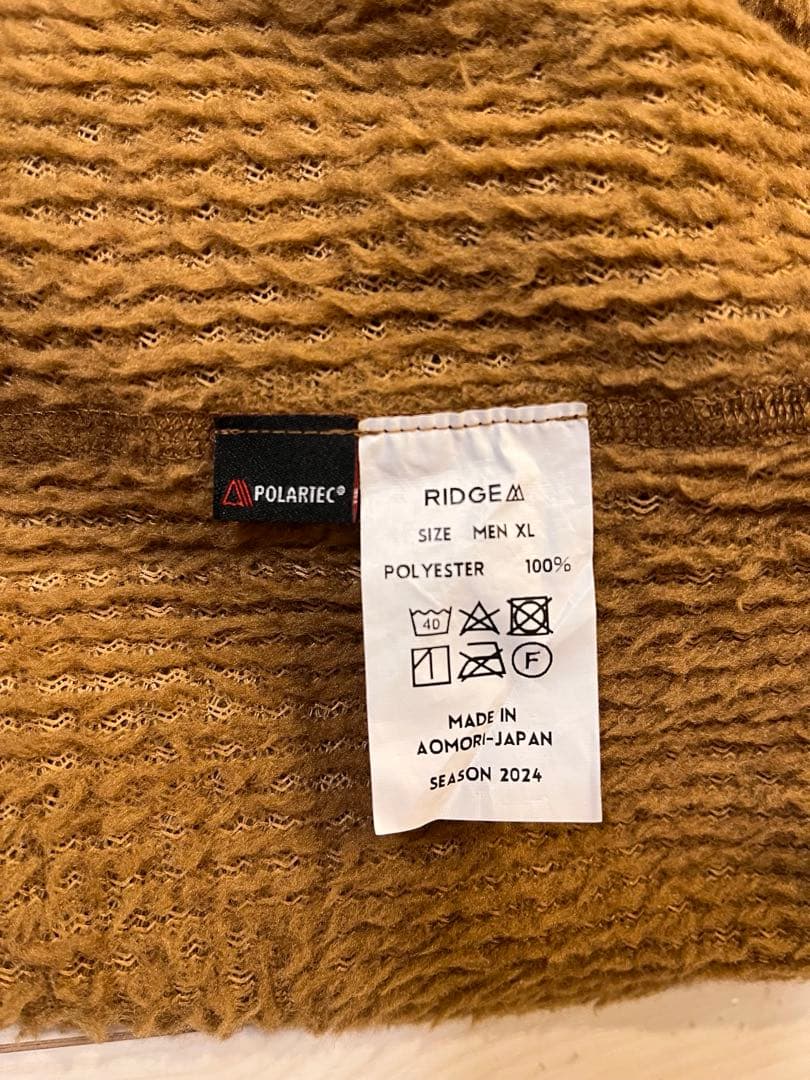 POLARTEC®
RIDGE
SIZE MEN XL
POLYESTER 100%
40
F
MADE IN
AOMORI-JAPAN
SEASON 2024